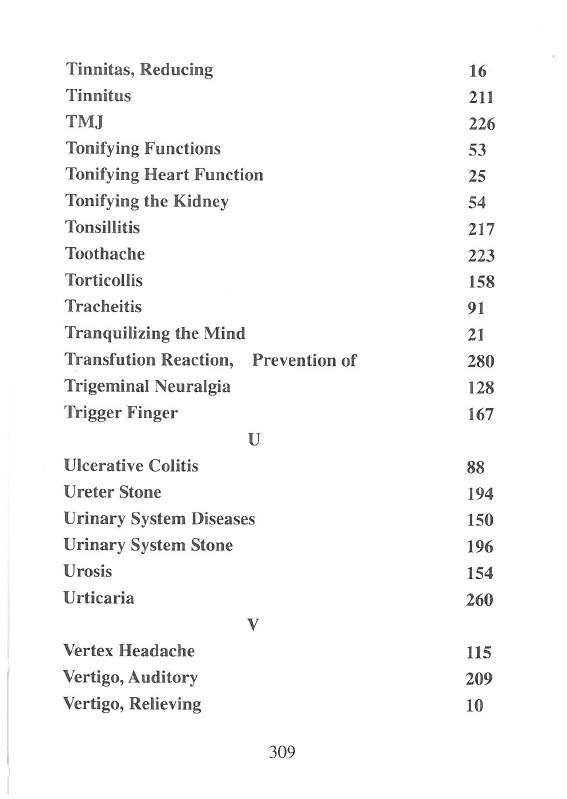 Tinnitas, Reducing 16
Tinnitus 211
TMJ 226
Tonifying Functions 53
Tonifying Heart Function 25
Tonifying the Kidney 54
Tonsillitis 217
Toothache 223
Torticollis 158
Tracheitis 91
Tranquilizing the Mind 21
Transfution Reaction, Prevention of 280
Trigeminal Neuralgia 128
Trigger Finger 167
U
Ulcerative Colitis 88
Ureter Stone 194
Urinary System Diseases 150
Urinary System Stone 196
Urosis 154
Urticaria 260
V
Vertex Headache 115
Vertigo, Auditory 209
Vertigo, Relieving 10
309